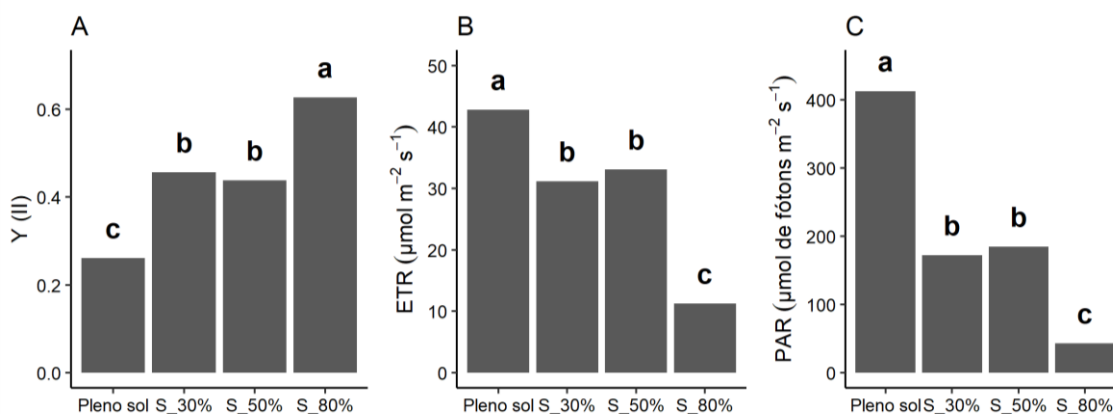 A
Y (II)
0.6
0.4
0.2
0.0
c
b
b
a
Pleno sol
S_30%
S_50%
S_80%
B
ETR (µmol m⁻² s⁻¹)
50
40
30
20
10
0
a
b
b
c
Pleno sol
S_30%
S_50%
S_80%
C
PAR (µmol de fótons m⁻² s⁻¹)
400
300
200
100
0
a
b
b
c
Pleno sol
S_30%
S_50%
S_80%